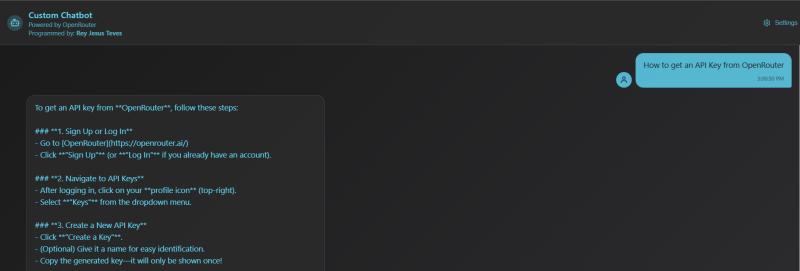 Custom Chatbot
Powered by OpenRouter
Programmed by: Rey Jesus Teves
Settings
How to get an API Key from OpenRouter
3:09:50 PM
To get an API key from **OpenRouter**, follow these steps:
### **1. Sign Up or Log In**
- Go to [OpenRouter](https://openrouter.ai/)
- Click **"Sign Up"** (or **"Log In"** if you already have an account).
### **2. Navigate to API Keys**
- After logging in, click on your **profile icon** (top-right).
- Select **"Keys"** from the dropdown menu.
### **3. Create a New API Key**
- Click **"Create a Key"**.
- (Optional) Give it a name for easy identification.
- Copy the generated key—it will only be shown once!